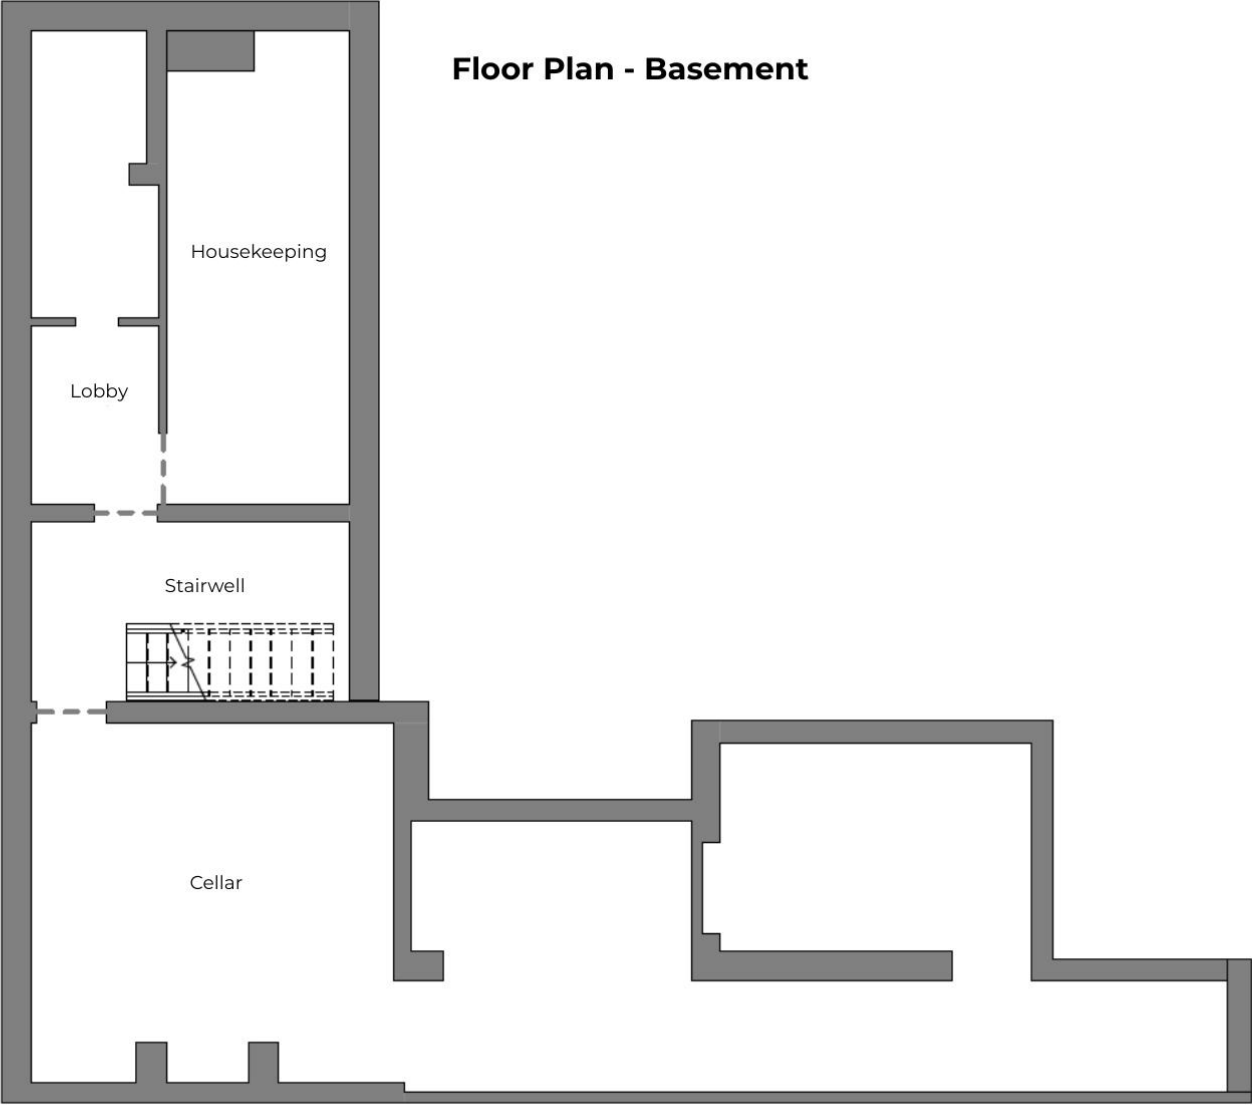 Floor Plan - Basement
Housekeeping
Lobby
Stairwell
Cellar